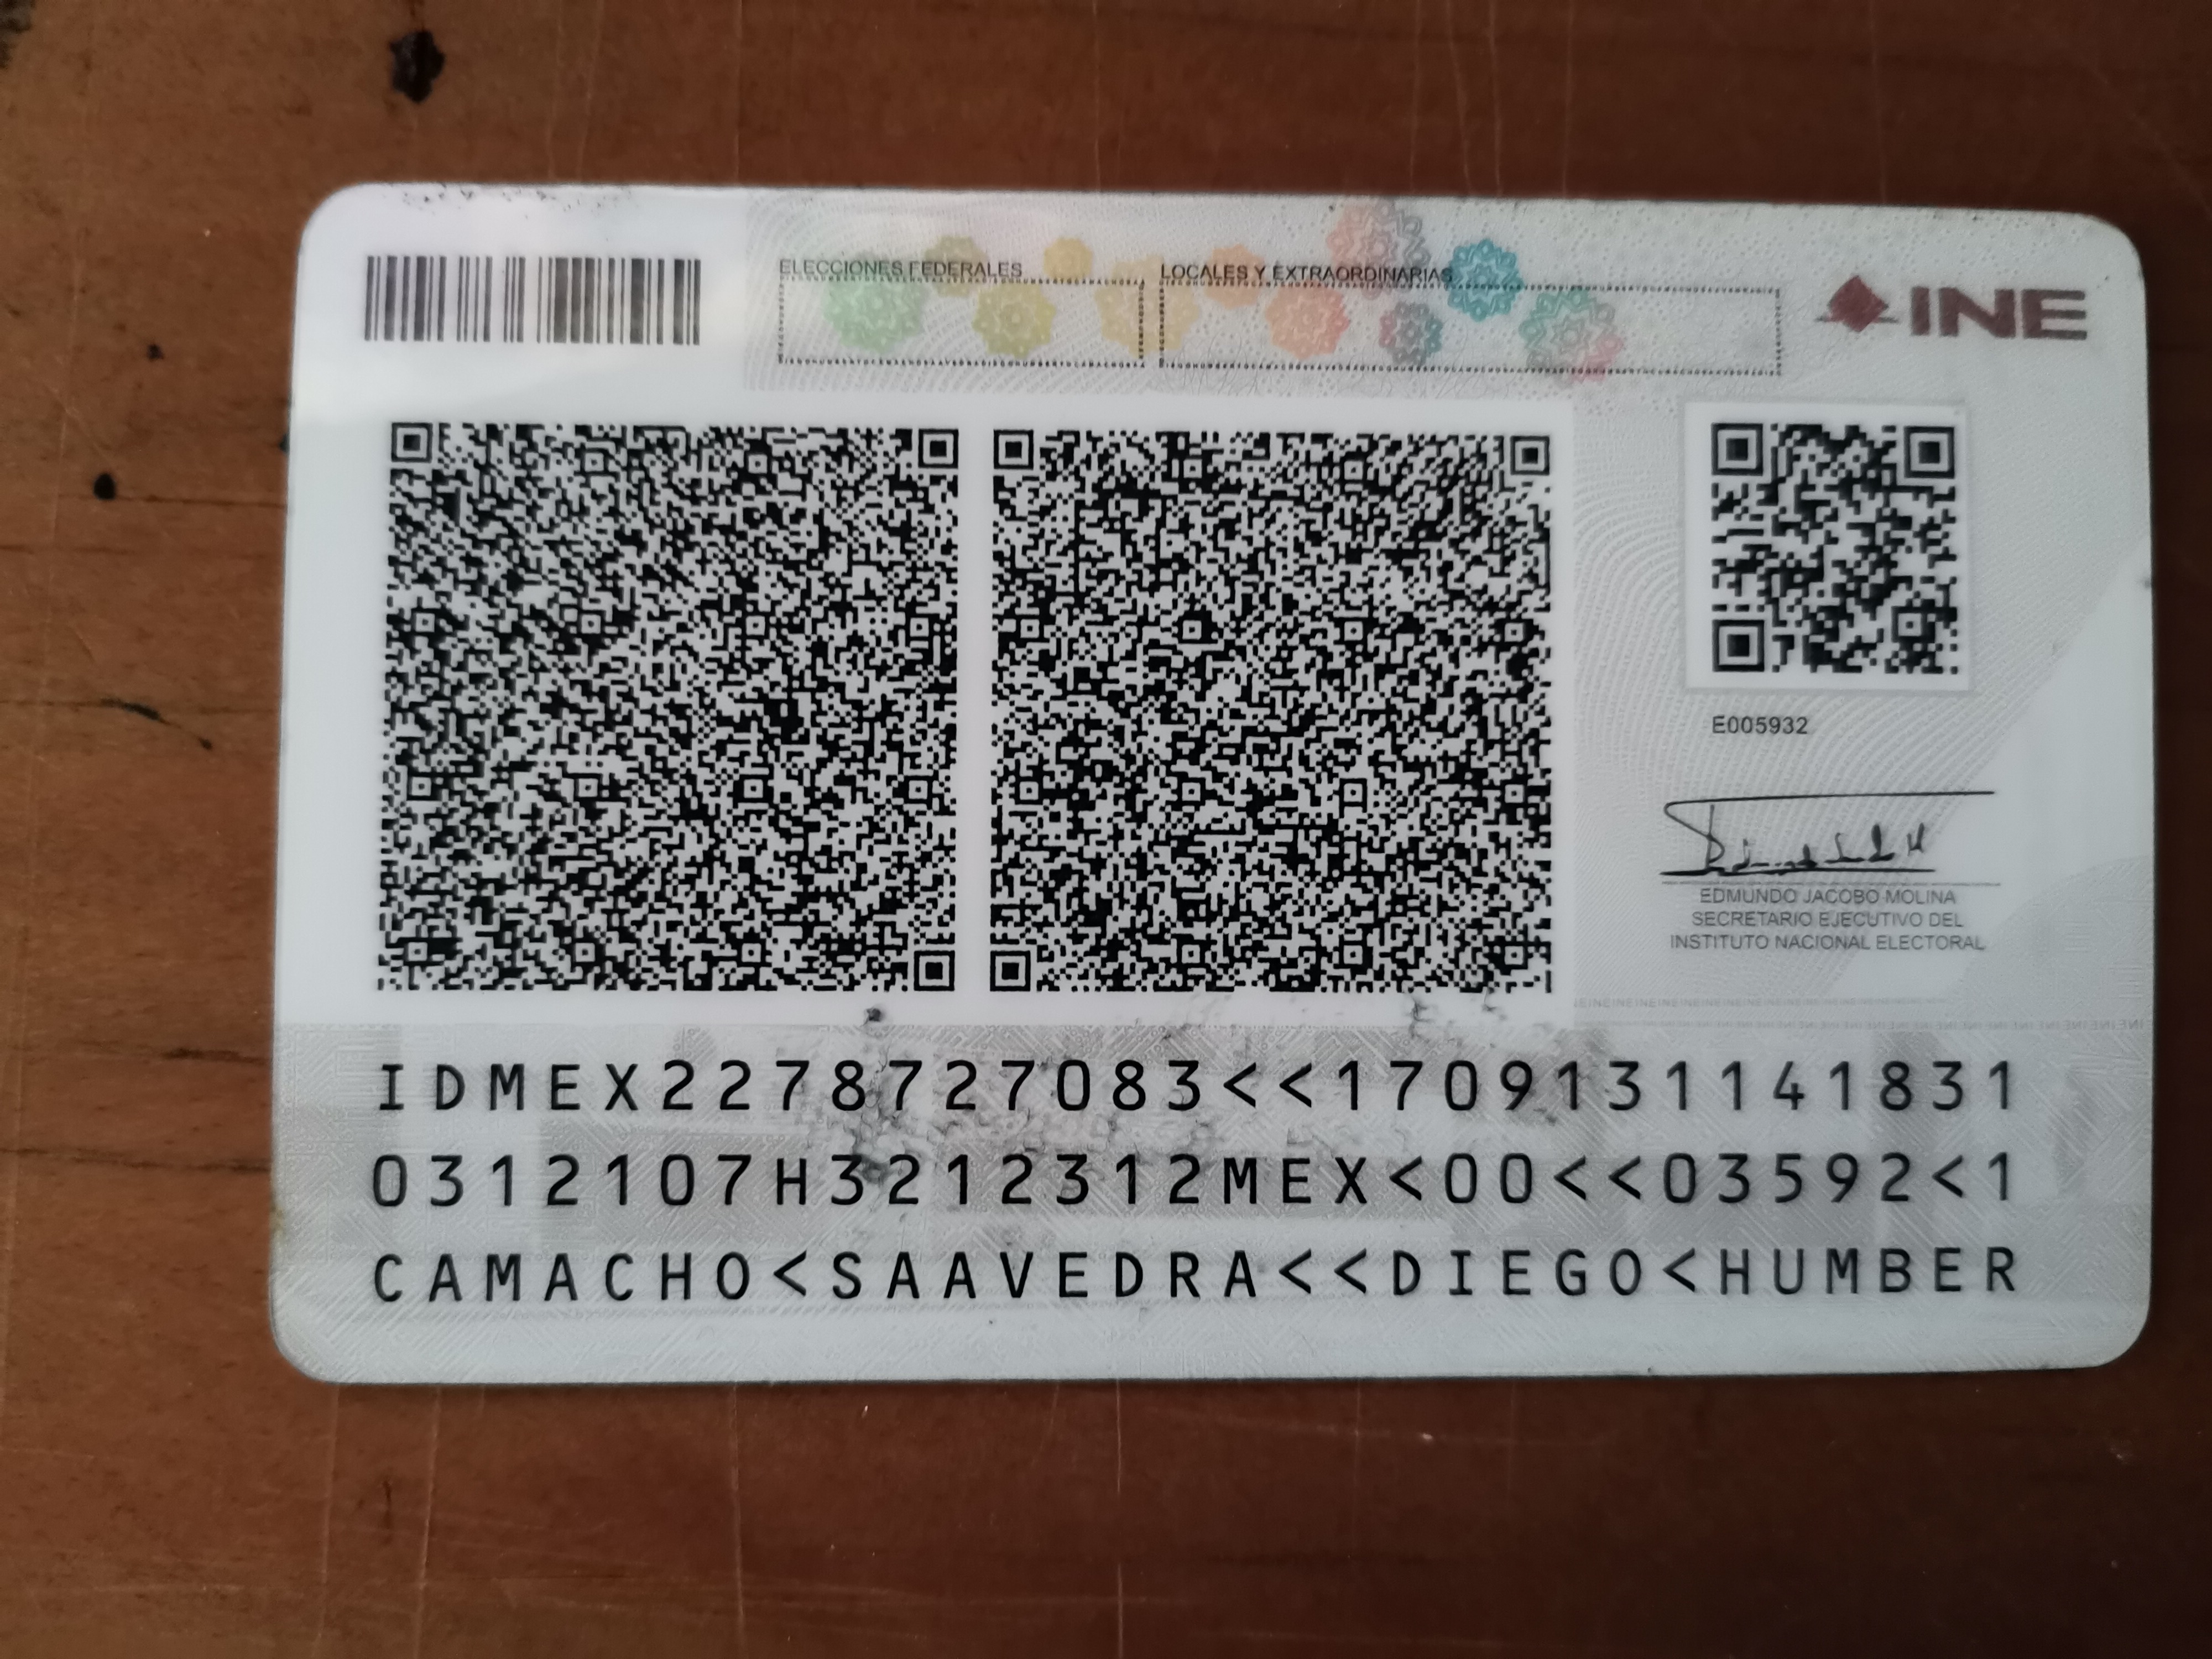 ELECCIONES FEDERALES LOCALES Y EXTRAORDINARIAS
INE
E005932
EDMUNDO JACOBO MOLINA
SECRETARIO EJECUTIVO DEL
INSTITUTO NACIONAL ELECTORAL
IDMEX2278727083<<1709131141831
0312107H3212312MEX<00<<03592<1
CAMACHO<SAAVEDRA<<DIEGO<HUMBER